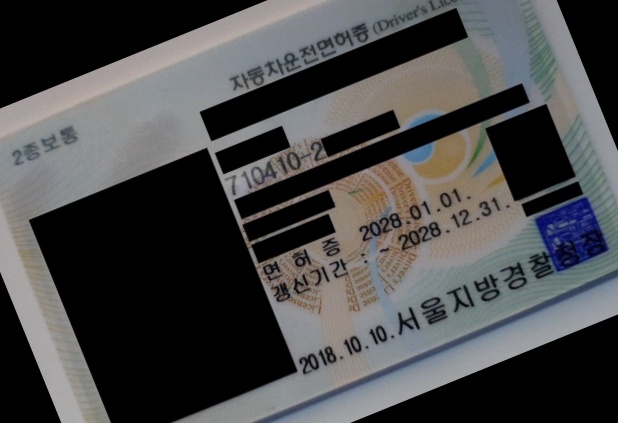 자동차운전면허증 (Driver's Lice
2종보통
710410-2
면 허 증 2028.01.01.
갱신기간 : ~ 2028.12.31.
2018.10.10. 서울지방경찰청장